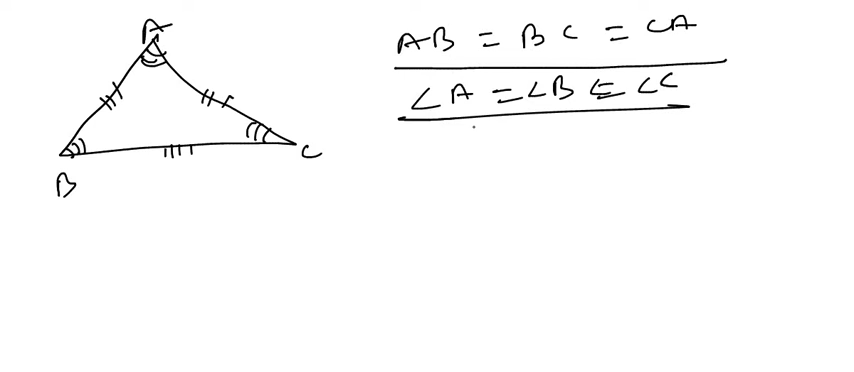 A
B
C
AB = BC = CA
∠A = ∠B = ∠C